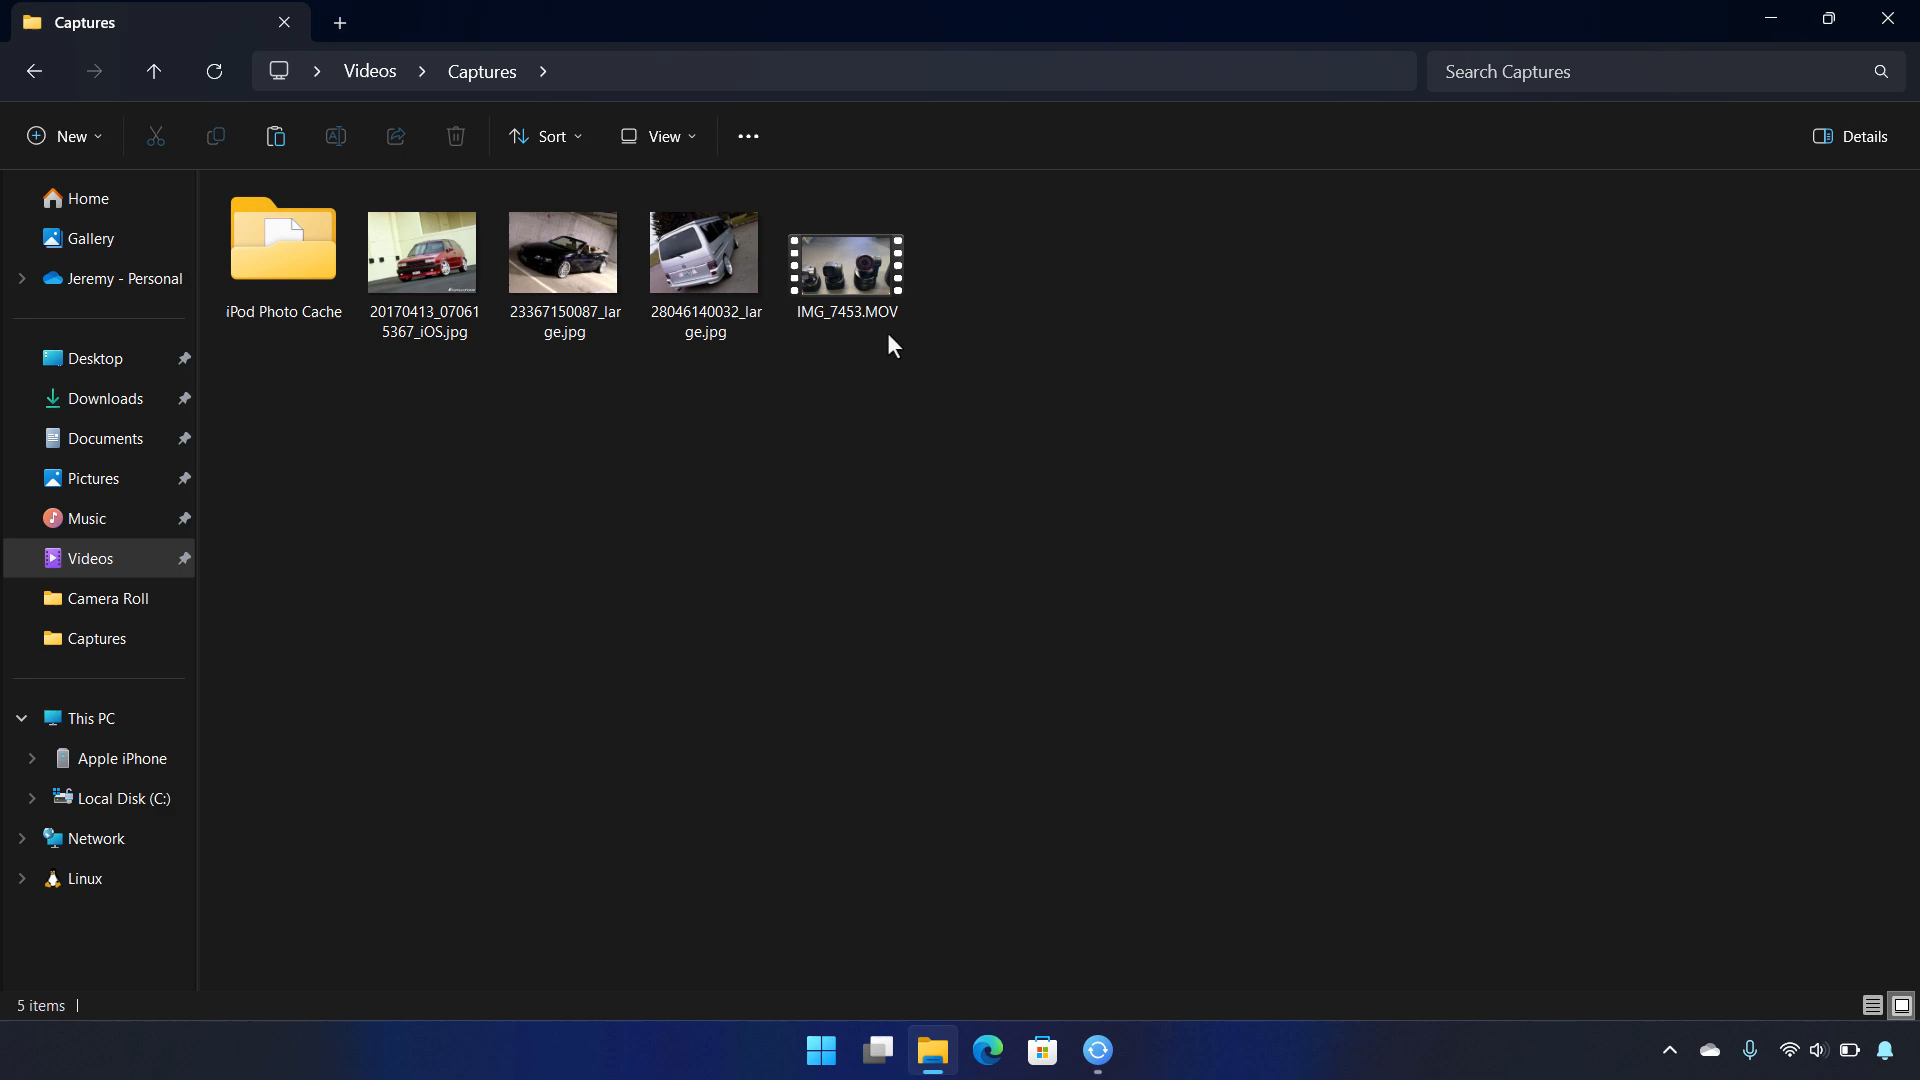 Captures
Videos
Captures
Search Captures
New
Sort
View
Details
Home
Gallery
Jeremy - Personal
Desktop
Downloads
Documents
Pictures
Music
Videos
Camera Roll
Captures
This PC
Apple iPhone
Local Disk (C:)
Network
Linux
iPod Photo Cache
20170413_07061
5367_iOS.jpg
23367150087_lar
ge.jpg
28046140032_lar
ge.jpg
IMG_7453.MOV
5 items